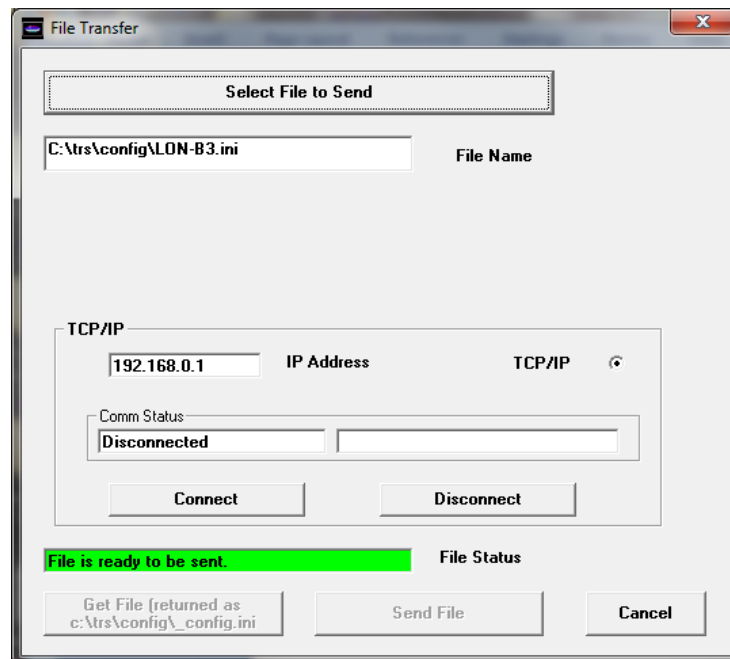 File Transfer
Select File to Send
C:\trs\config\LON-B3.ini
File Name
TCP/IP
192.168.0.1
IP Address
TCP/IP
Comm Status
Disconnected
Connect
Disconnect
File is ready to be sent.
File Status
Get File (returned as
c:\trs\config\_config.ini
Send File
Cancel